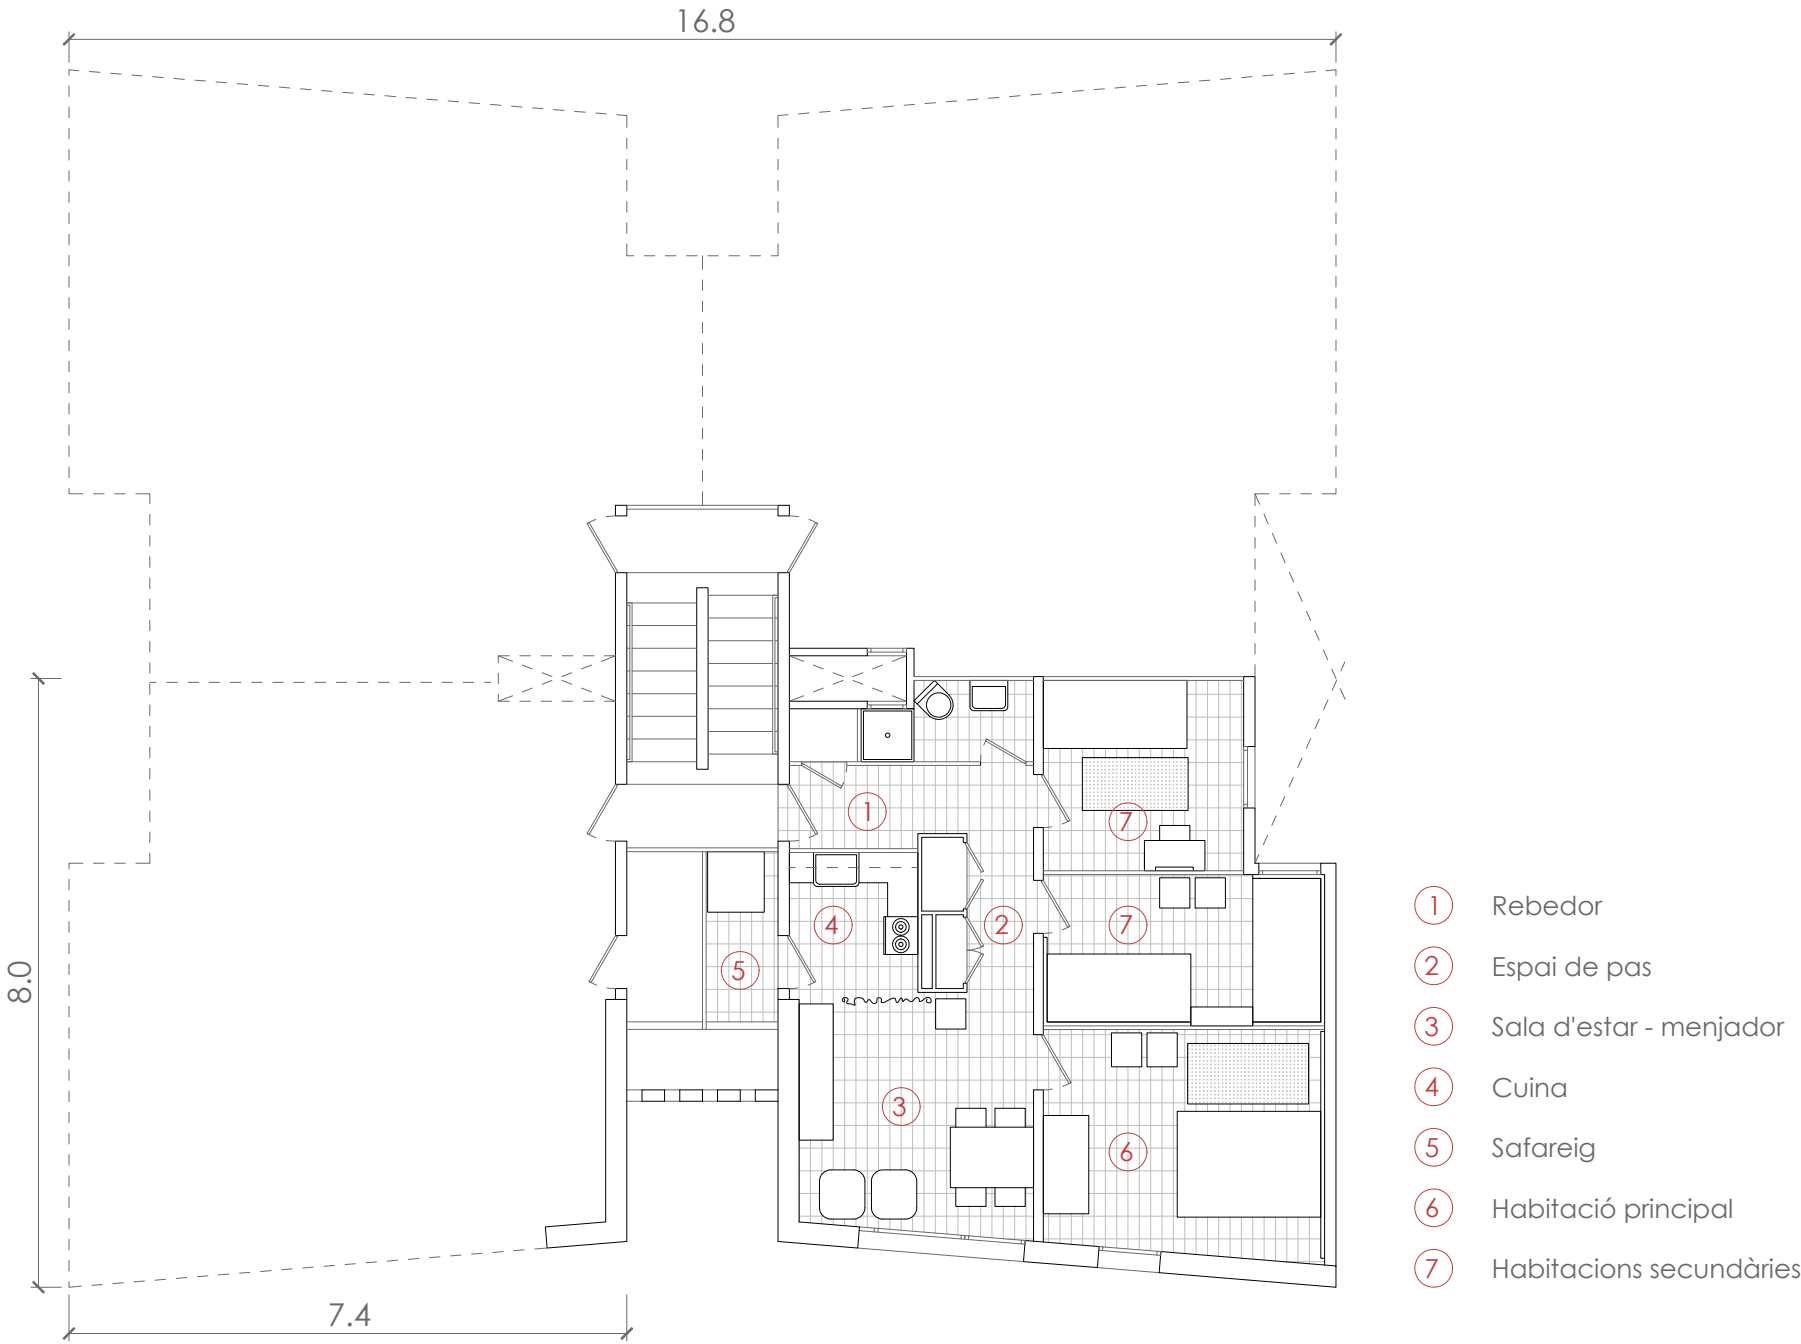 16.8
1
7
2
7
4
5
3
6
8.0
7.4
1 Rebedor
2 Espai de pas
3 Sala d'estar - menjador
4 Cuina
5 Safareig
6 Habitació principal
7 Habitacions secundàries